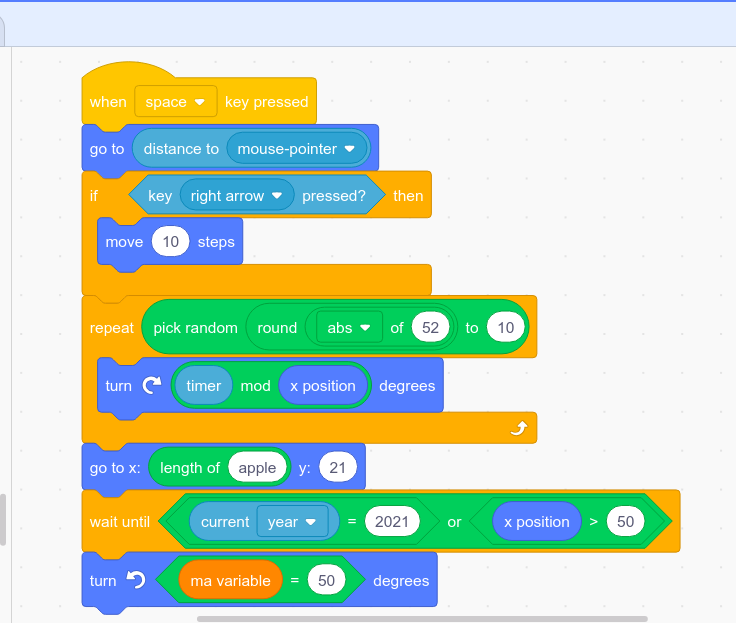 when space key pressed
go to distance to mouse-pointer
if key right arrow pressed? then
move 10 steps
repeat pick random round abs of 52 to 10
turn timer mod x position degrees
go to x: length of apple y: 21
wait until current year = 2021 or x position > 50
turn ma variable = 50 degrees